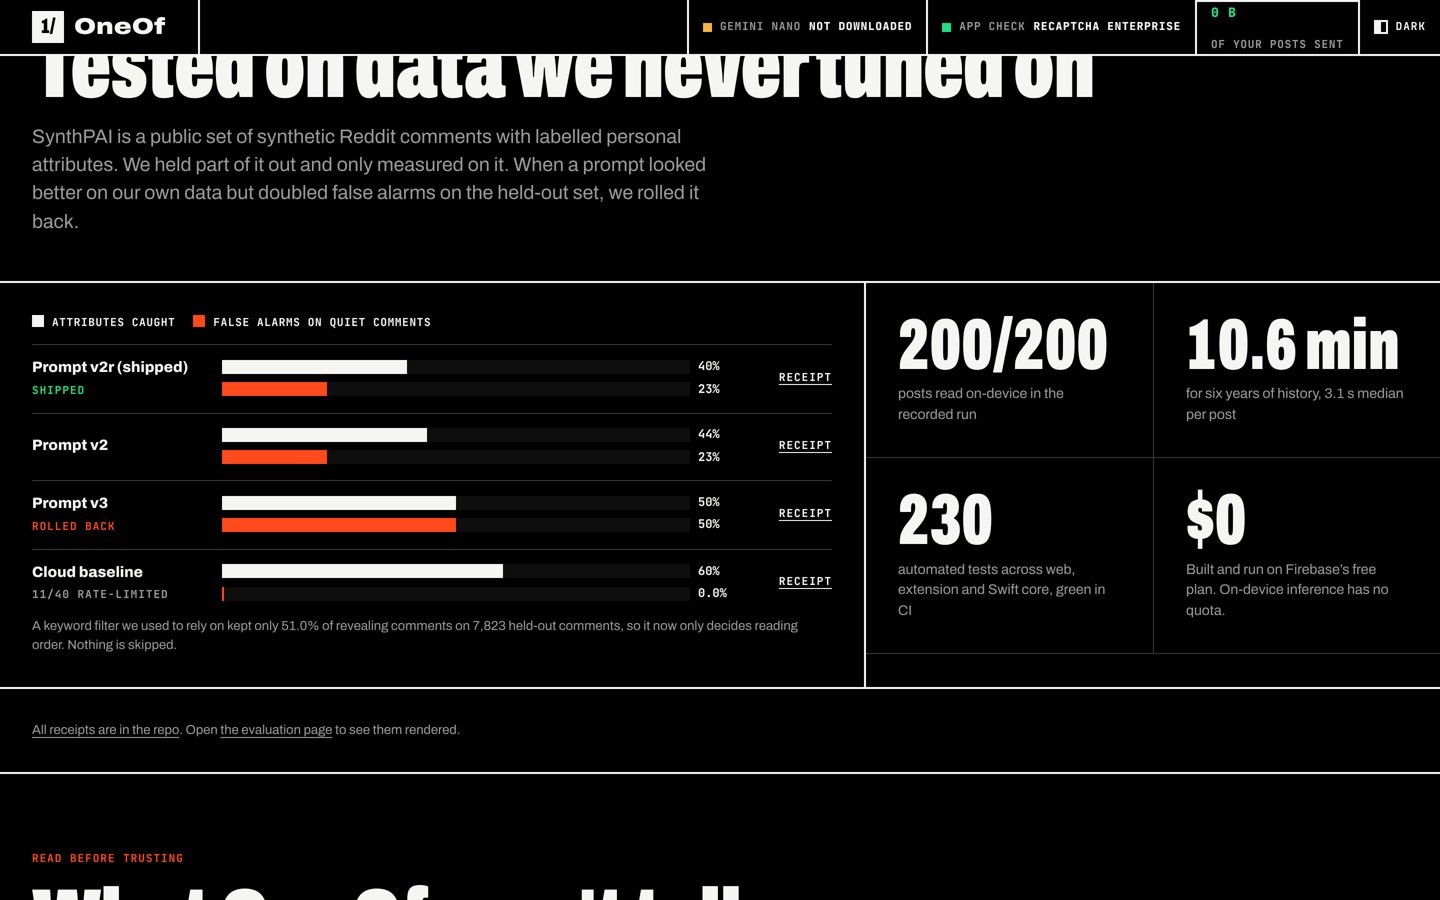 1/ OneOf
GEMINI NANO NOT DOWNLOADED
APP CHECK RECAPTCHA ENTERPRISE
0 B
OF YOUR POSTS SENT
DARK
Tested on data we never tuned on
SynthPAI is a public set of synthetic Reddit comments with labelled personal
attributes. We held part of it out and only measured on it. When a prompt looked
better on our own data but doubled false alarms on the held-out set, we rolled it
back.
ATTRIBUTES CAUGHT
FALSE ALARMS ON QUIET COMMENTS
Prompt v2r (shipped)
SHIPPED
40%
23%
RECEIPT
Prompt v2
44%
23%
RECEIPT
Prompt v3
ROLLED BACK
50%
50%
RECEIPT
Cloud baseline
11/40 RATE-LIMITED
60%
0.0%
RECEIPT
A keyword filter we used to rely on kept only 51.0% of revealing comments on 7,823 held-out comments, so it now only decides reading
order. Nothing is skipped.
200/200
posts read on-device in the
recorded run
10.6 min
for six years of history, 3.1 s median
per post
230
automated tests across web,
extension and Swift core, green in
CI
$0
Built and run on Firebase's free
plan. On-device inference has no
quota.
All receipts are in the repo. Open the evaluation page to see them rendered.
READ BEFORE TRUSTING